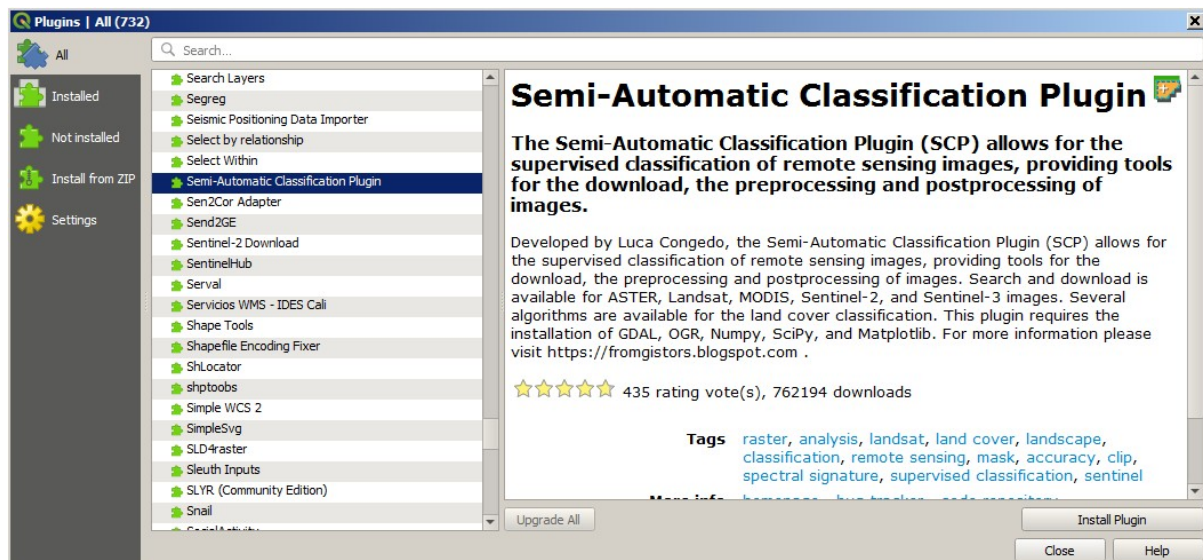 Plugins | All (732)
All
Installed
Not installed
Install from ZIP
Settings
Search...
Search Layers
Segreg
Seismic Positioning Data Importer
Select by relationship
Select Within
Semi-Automatic Classification Plugin
Sen2Cor Adapter
Send2GE
Sentinel-2 Download
SentinelHub
Serval
Servicios WMS - IDES Cali
Shape Tools
Shapefile Encoding Fixer
ShLocator
shptoobs
Simple WCS 2
SimpleSvg
SLD4raster
Sleuth Inputs
SLYR (Community Edition)
Snail
SocialActivity
Semi-Automatic Classification Plugin
The Semi-Automatic Classification Plugin (SCP) allows for the
supervised classification of remote sensing images, providing tools
for the download, the preprocessing and postprocessing of
images.
Developed by Luca Congedo, the Semi-Automatic Classification Plugin (SCP) allows for
the supervised classification of remote sensing images, providing tools for the
download, the preprocessing and postprocessing of images. Search and download is
available for ASTER, Landsat, MODIS, Sentinel-2, and Sentinel-3 images. Several
algorithms are available for the land cover classification. This plugin requires the
installation of GDAL, OGR, Numpy, SciPy, and Matplotlib. For more information please
visit https://fromgistors.blogspot.com .
435 rating vote(s), 762194 downloads
Tags raster, analysis, landsat, land cover, landscape,
classification, remote sensing, mask, accuracy, clip,
spectral signature, supervised classification, sentinel
More info homepage bug tracker code repository
Upgrade All
Install Plugin
Close
Help